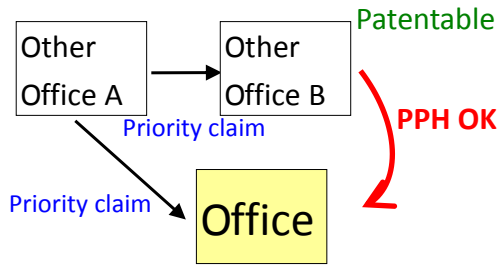 Patentable
Other
Office A
Other
Office B
Priority claim
PPH OK
Priority claim
Office